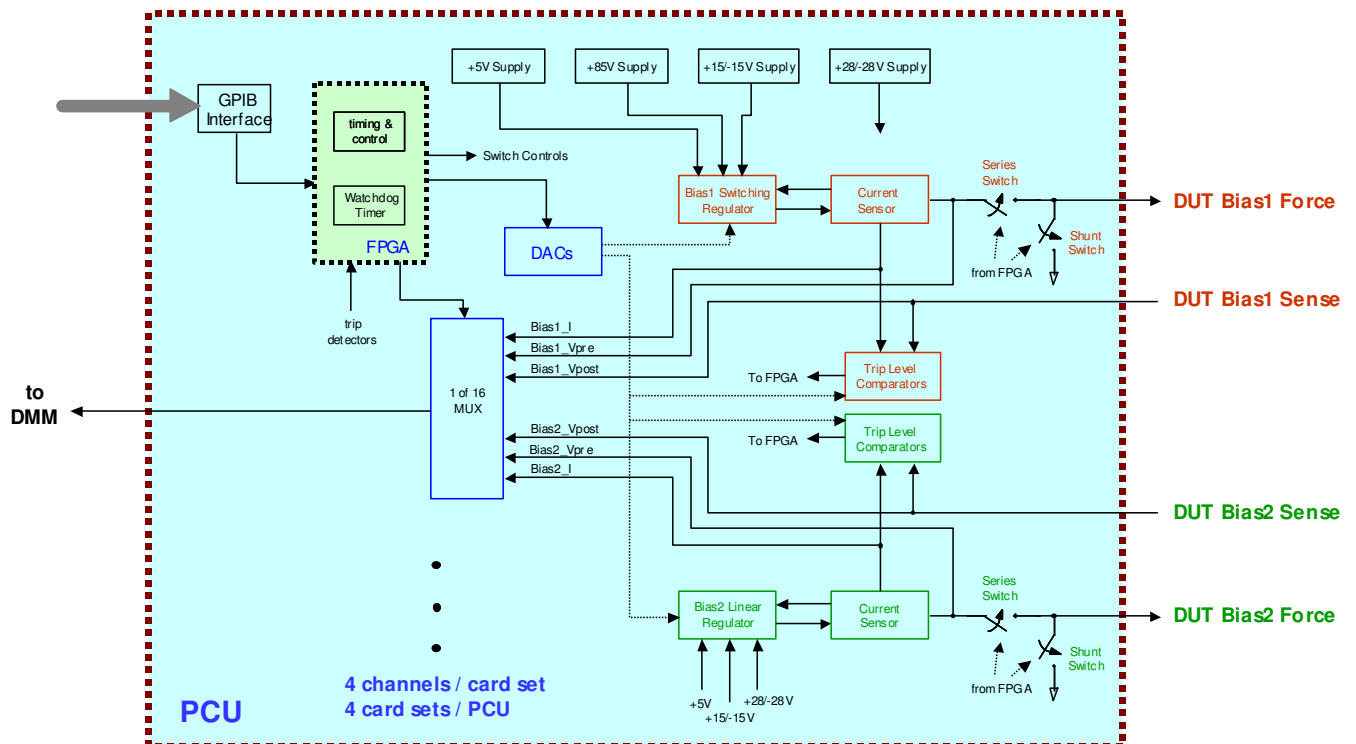 +5V Supply
+85V Supply
+15/-15V Supply
+28/-28V Supply
GPIB
Interface
timing &
control
Watchdog
Timer
FPGA
Switch Controls
DACs
trip
detectors
Bias1 Switching
Regulator
Current
Sensor
Series
Switch
Shunt
Switch
from FPGA
DUT Bias1 Force
DUT Bias1 Sense
Bias1_I
Bias1_Vpre
Bias1_Vpost
1 of 16
MUX
to
DMM
To FPGA
Trip Level
Comparators
To FPGA
Trip Level
Comparators
Bias2_Vpost
Bias2_Vpre
Bias2_I
DUT Bias2 Sense
Bias2 Linear
Regulator
Current
Sensor
Series
Switch
Shunt
Switch
from FPGA
DUT Bias2 Force
+5V
+15/-15V
+28/-28V
PCU
4 channels / card set
4 card sets / PCU